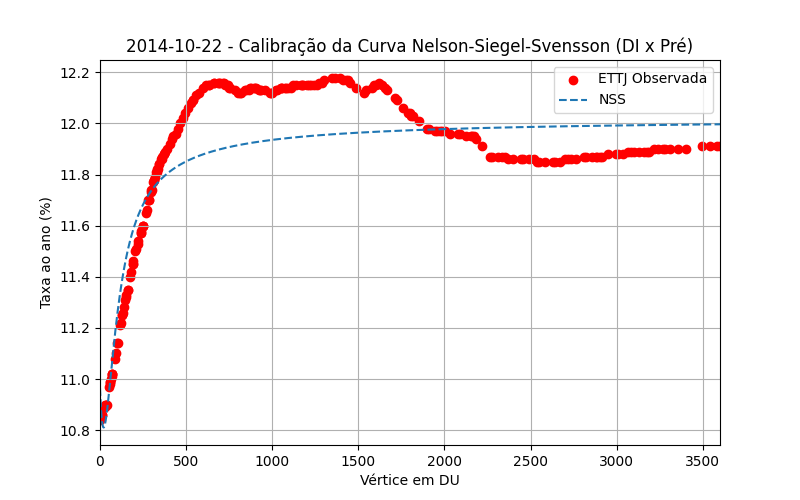 2014-10-22 - Calibração da Curva Nelson-Siegel-Svensson (DI x Pré)
ETTJ Observada
NSS
Taxa ao ano (%)
12.2
12.0
11.8
11.6
11.4
11.2
11.0
10.8
0 500 1000 1500 2000 2500 3000 3500
Vértice em DU